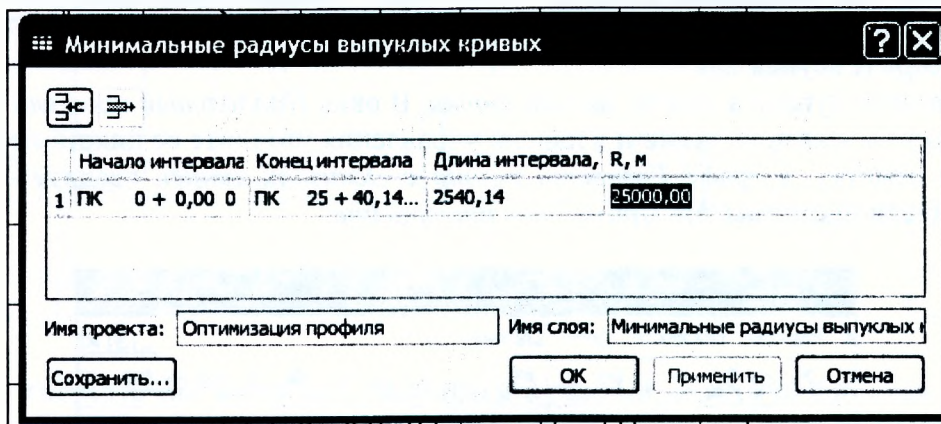 Минимальные радиусы выпуклых кривых
Начало интервала Конец интервала Длина интервала, R, м
1 ПК 0 + 0,00 0 ПК 25 + 40,14... 2540,14 25000,00
Имя проекта: Оптимизация профиля Имя слоя: Минимальные радиусы выпуклых
Сохранить... ОК Применить Отмена